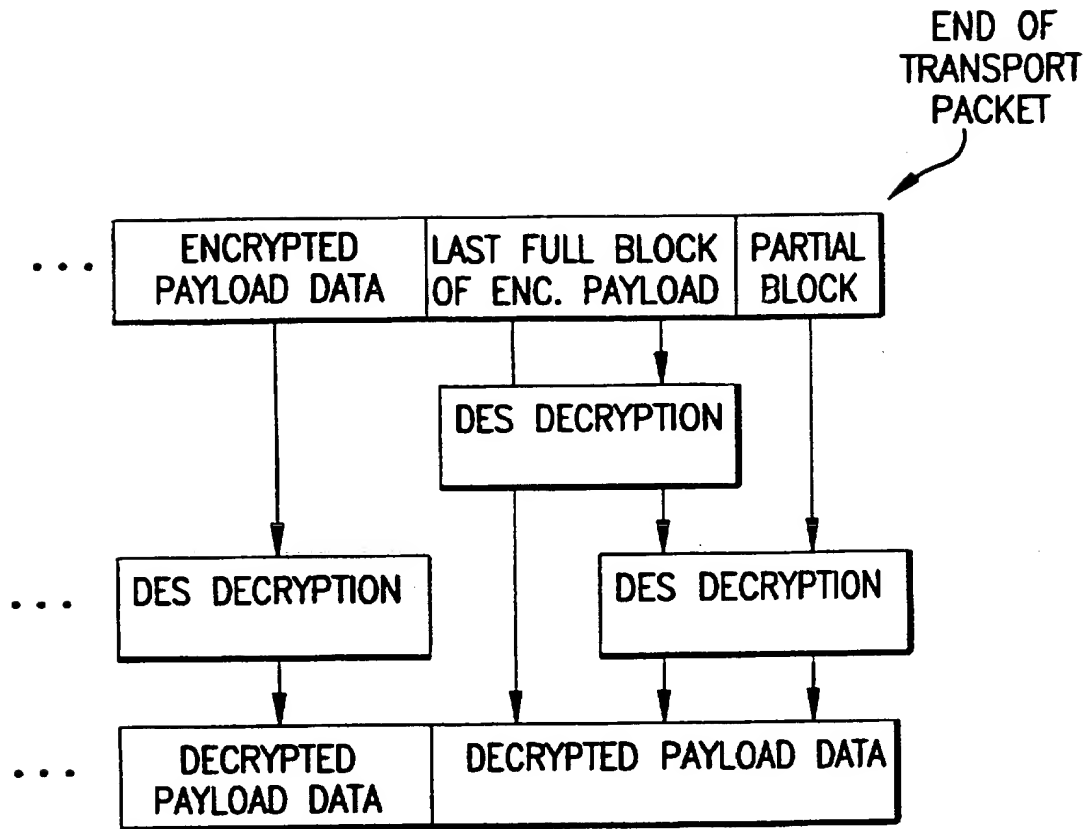 END OF
TRANSPORT
PACKET
ENCRYPTED
PAYLOAD DATA
LAST FULL BLOCK
OF ENC. PAYLOAD
PARTIAL
BLOCK
DES DECRYPTION
DES DECRYPTION
DES DECRYPTION
DECRYPTED
PAYLOAD DATA
DECRYPTED PAYLOAD DATA